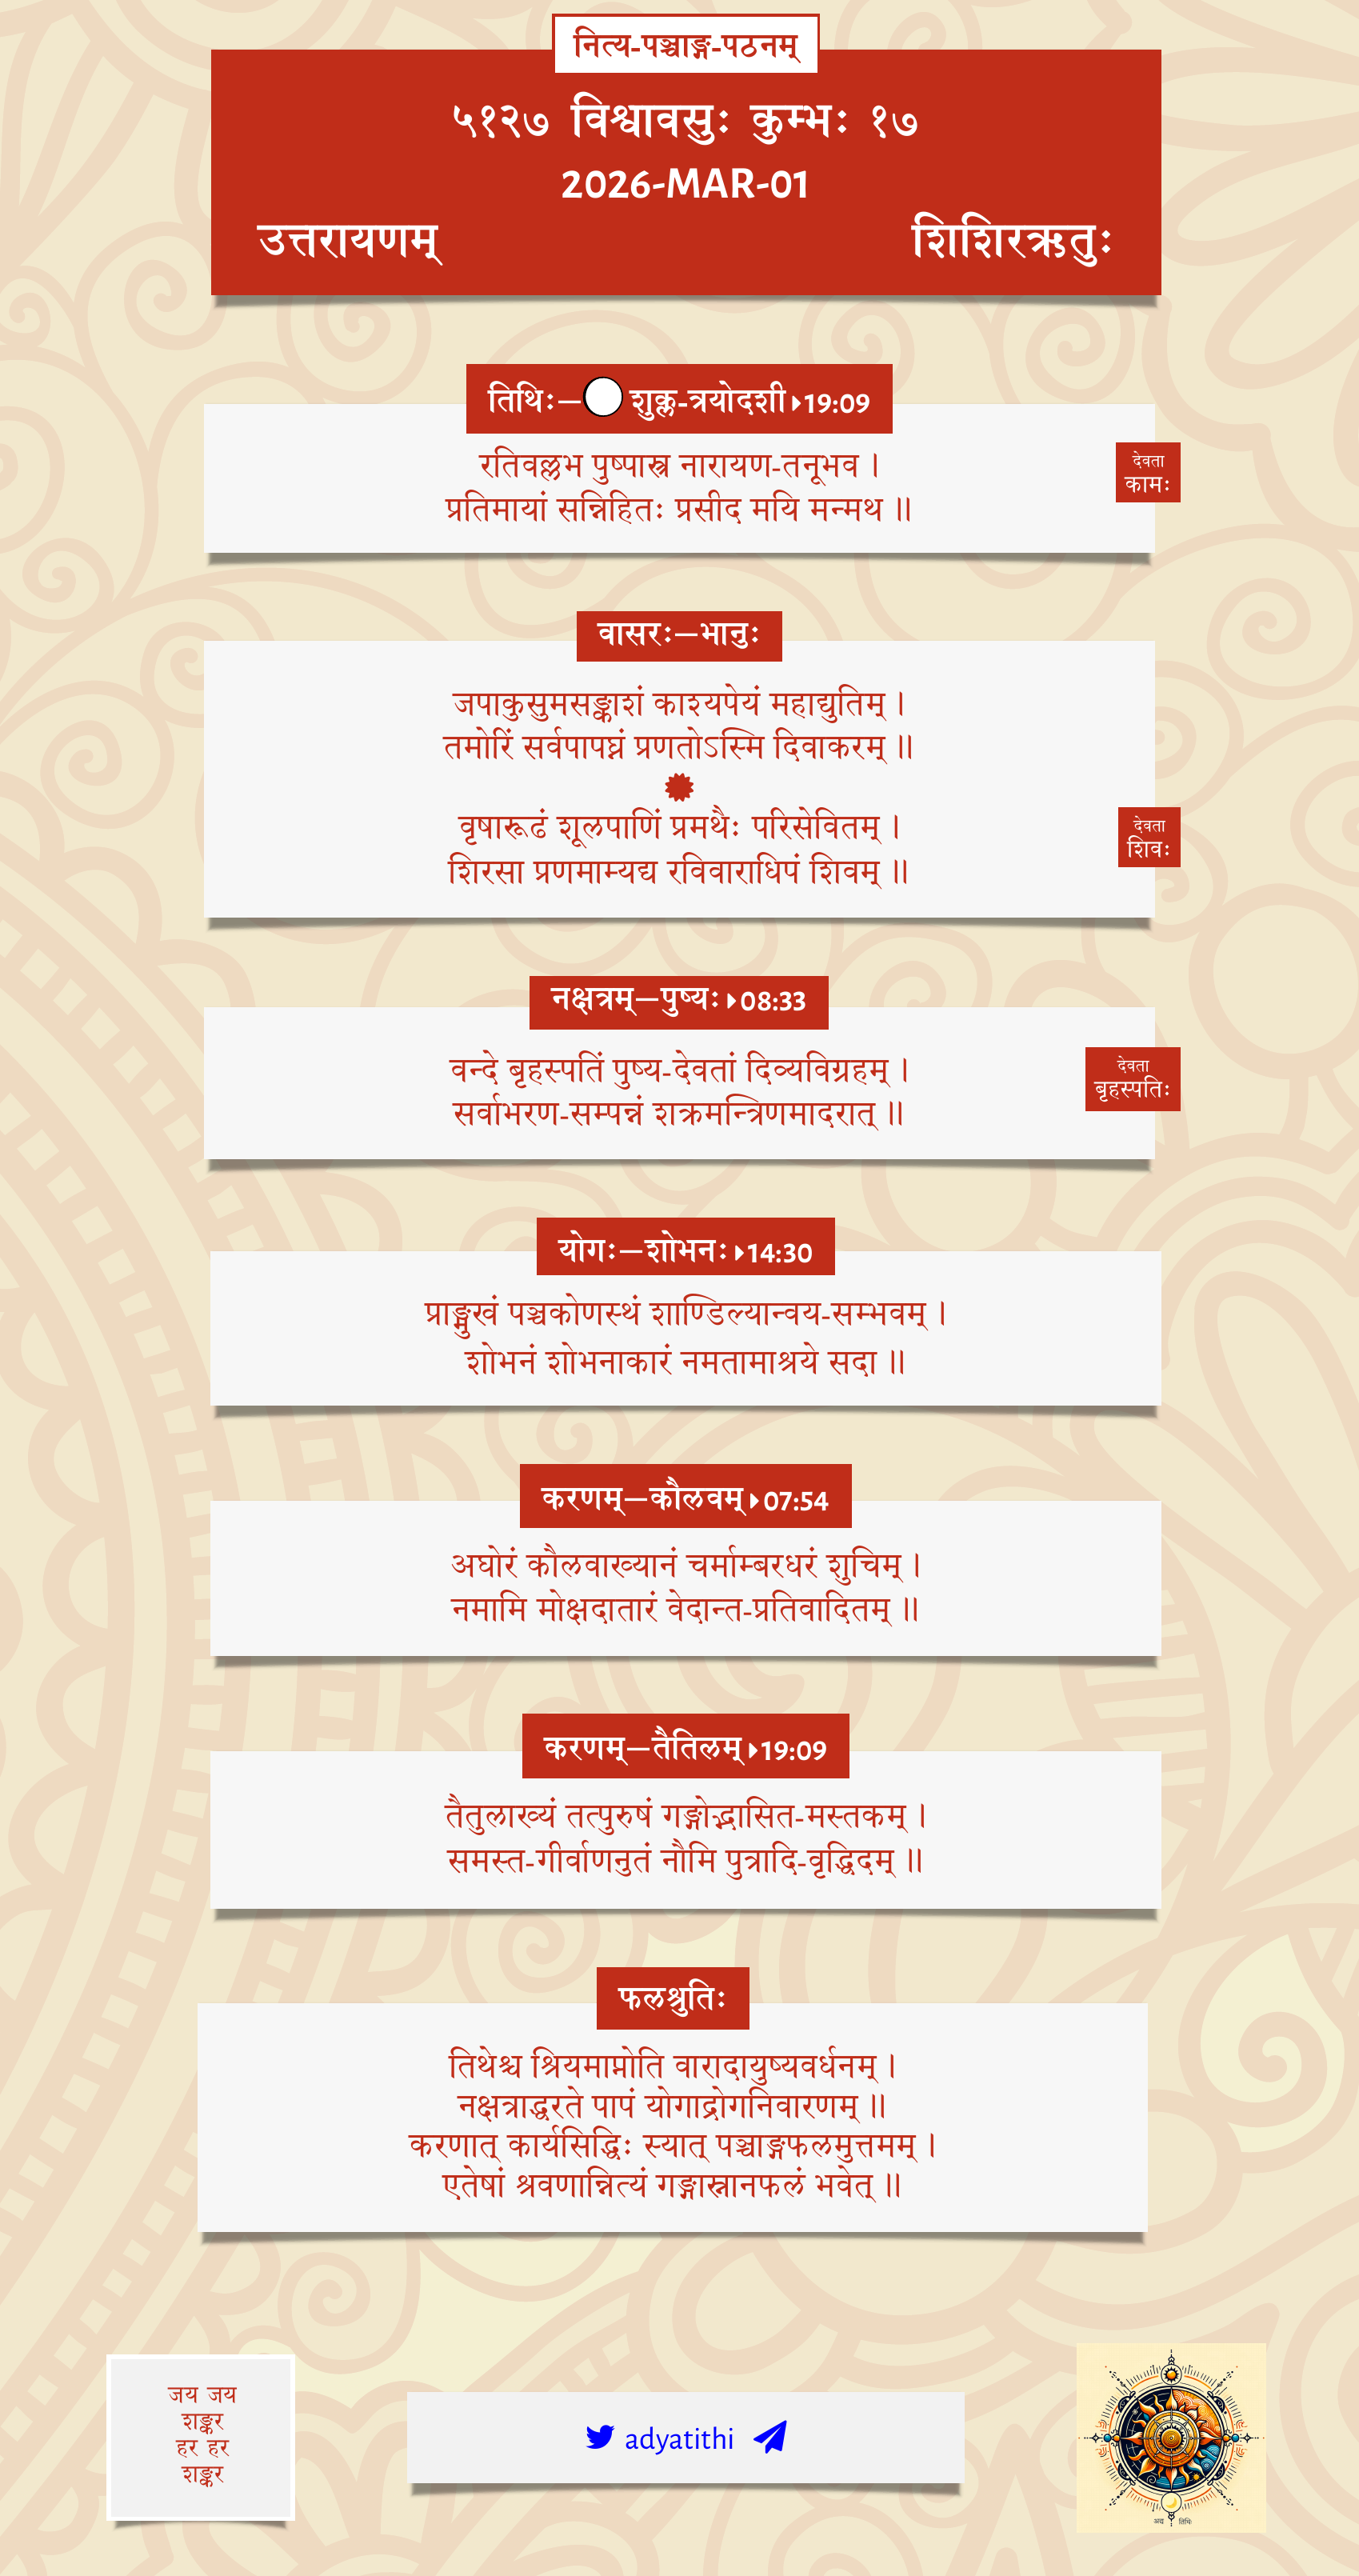 नित्य-पञ्चाङ्ग-पठनम्
५१२७ विश्वावसुः कुम्भः १७
2026-MAR-01
उत्तरायणम्
शिशिरऋतुः
तिथिः—शुक्ल-त्रयोदशी 19:09
रतिवल्लभ पुष्पास्त्र नारायण-तनूभव ।
प्रतिमायां सन्निहितः प्रसीद मयि मन्मथ ॥
देवता
कामः
वासरः—भानुः
जपाकुसुमसङ्काशं काश्यपेयं महाद्युतिम् ।
तमोरिं सर्वपापघ्नं प्रणतोऽस्मि दिवाकरम् ॥
वृषारूढं शूलपाणिं प्रमथैः परिसेवितम् ।
शिरसा प्रणमाम्यद्य रविवाराधिपं शिवम् ॥
देवता
शिवः
नक्षत्रम्—पुष्यः 08:33
वन्दे बृहस्पतिं पुष्य-देवतां दिव्यविग्रहम् ।
सर्वाभरण-सम्पन्नं शक्रमन्त्रिणमादरात् ॥
देवता
बृहस्पतिः
योगः—शोभनः 14:30
प्राङ्मुखं पञ्चकोणस्थं शाण्डिल्यान्वय-सम्भवम् ।
शोभनं शोभनाकारं नमतामाश्रये सदा ॥
करणम्—कौलवम् 07:54
अघोरं कौलवाख्यानं चर्माम्बरधरं शुचिम् ।
नमामि मोक्षदातारं वेदान्त-प्रतिवादितम् ॥
करणम्—तैतिलम् 19:09
तैतुलाख्यं तत्पुरुषं गङ्गोद्भासित-मस्तकम् ।
समस्त-गीर्वाणनुतं नौमि पुत्रादि-वृद्धिदम् ॥
फलश्रुतिः
तिथेश्च श्रियमाप्नोति वारादायुष्यवर्धनम् ।
नक्षत्राद्धरते पापं योगाद्रोगनिवारणम् ॥
करणात् कार्यसिद्धिः स्यात् पञ्चाङ्गफलमुत्तमम् ।
एतेषां श्रवणान्नित्यं गङ्गास्नानफलं भवेत् ॥
जय जय
शङ्कर
हर हर
शङ्कर
adyatithi
अद्य तिथिः